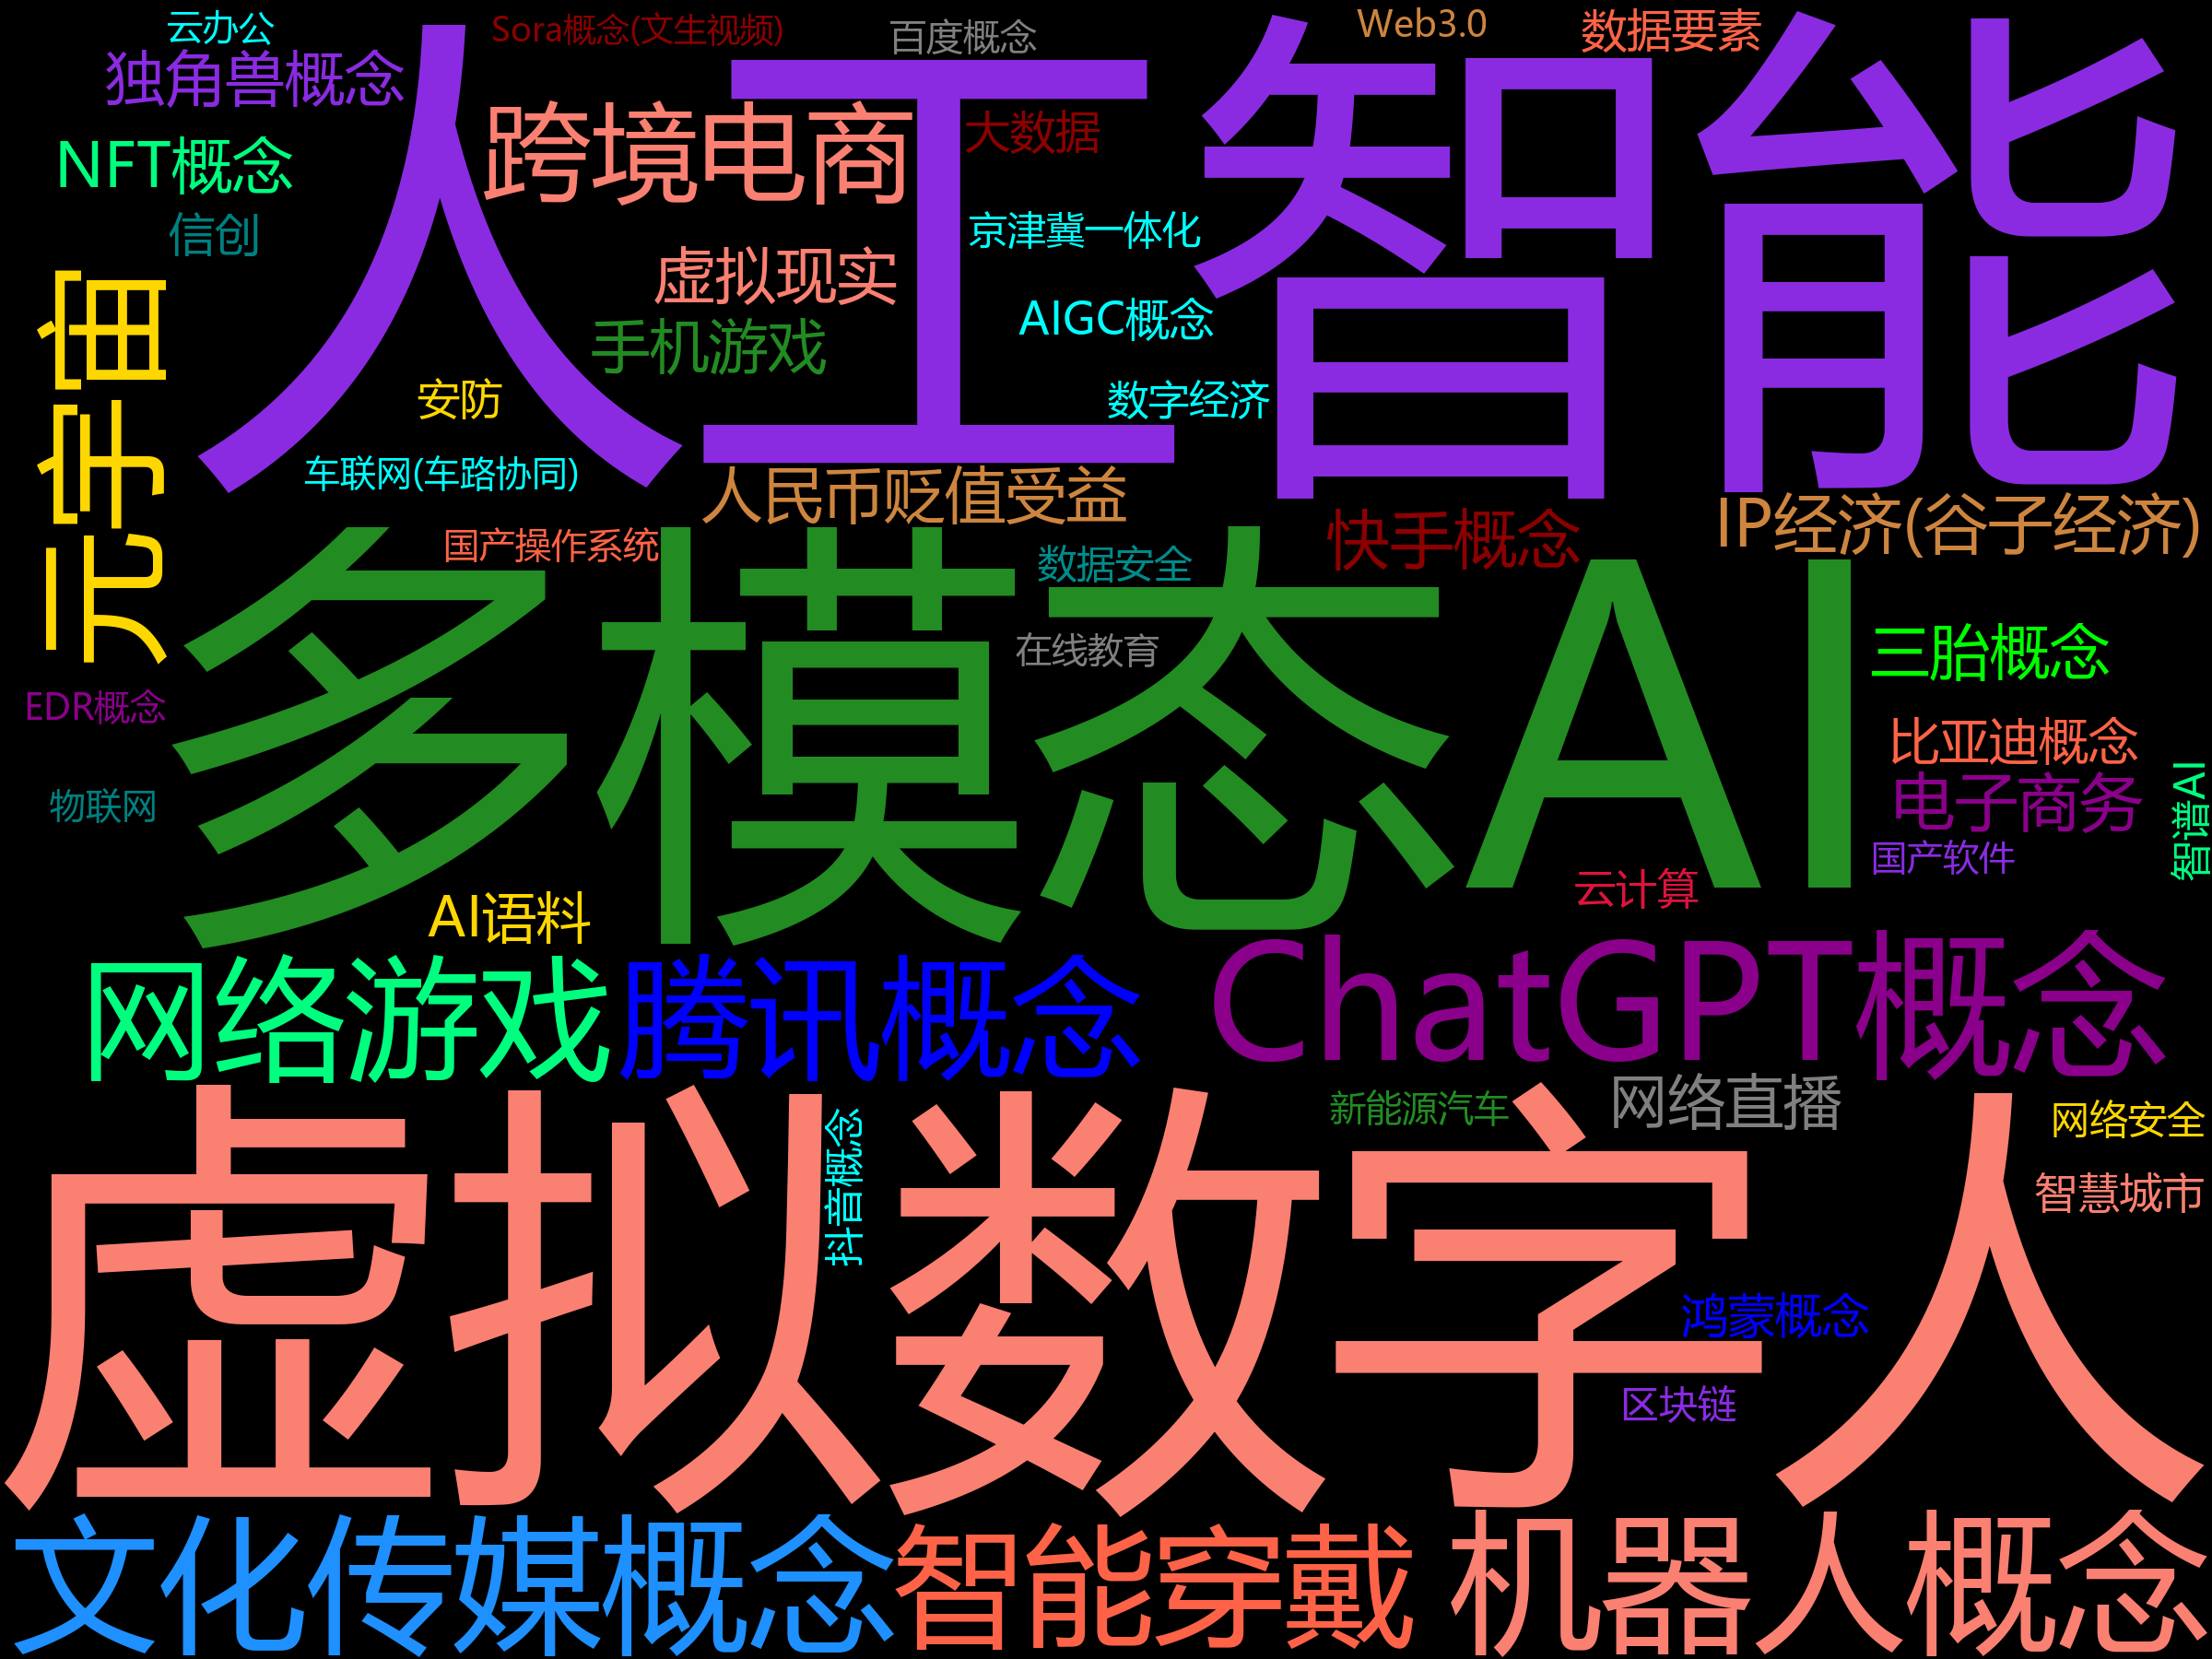 云办公
Sora概念(文生视频)
百度概念
Web3.0
数据要素
独角兽概念
人工智能
跨境电商
大数据
NFT概念
信创
京津冀一体化
虚拟现实
AIGC概念
手机游戏
元宇宙
安防
数字经济
车联网(车路协同)
人民币贬值受益
快手概念
IP经济(谷子经济)
国产操作系统
数据安全
多模态AI
在线教育
三胎概念
EDR概念
比亚迪概念
物联网
电子商务
智谱AI
国产软件
云计算
AI语料
网络游戏
腾讯概念
ChatGPT概念
新能源汽车
网络直播
网络安全
抖音概念
智慧城市
虚拟数字人
鸿蒙概念
区块链
文化传媒概念
智能穿戴
机器人概念